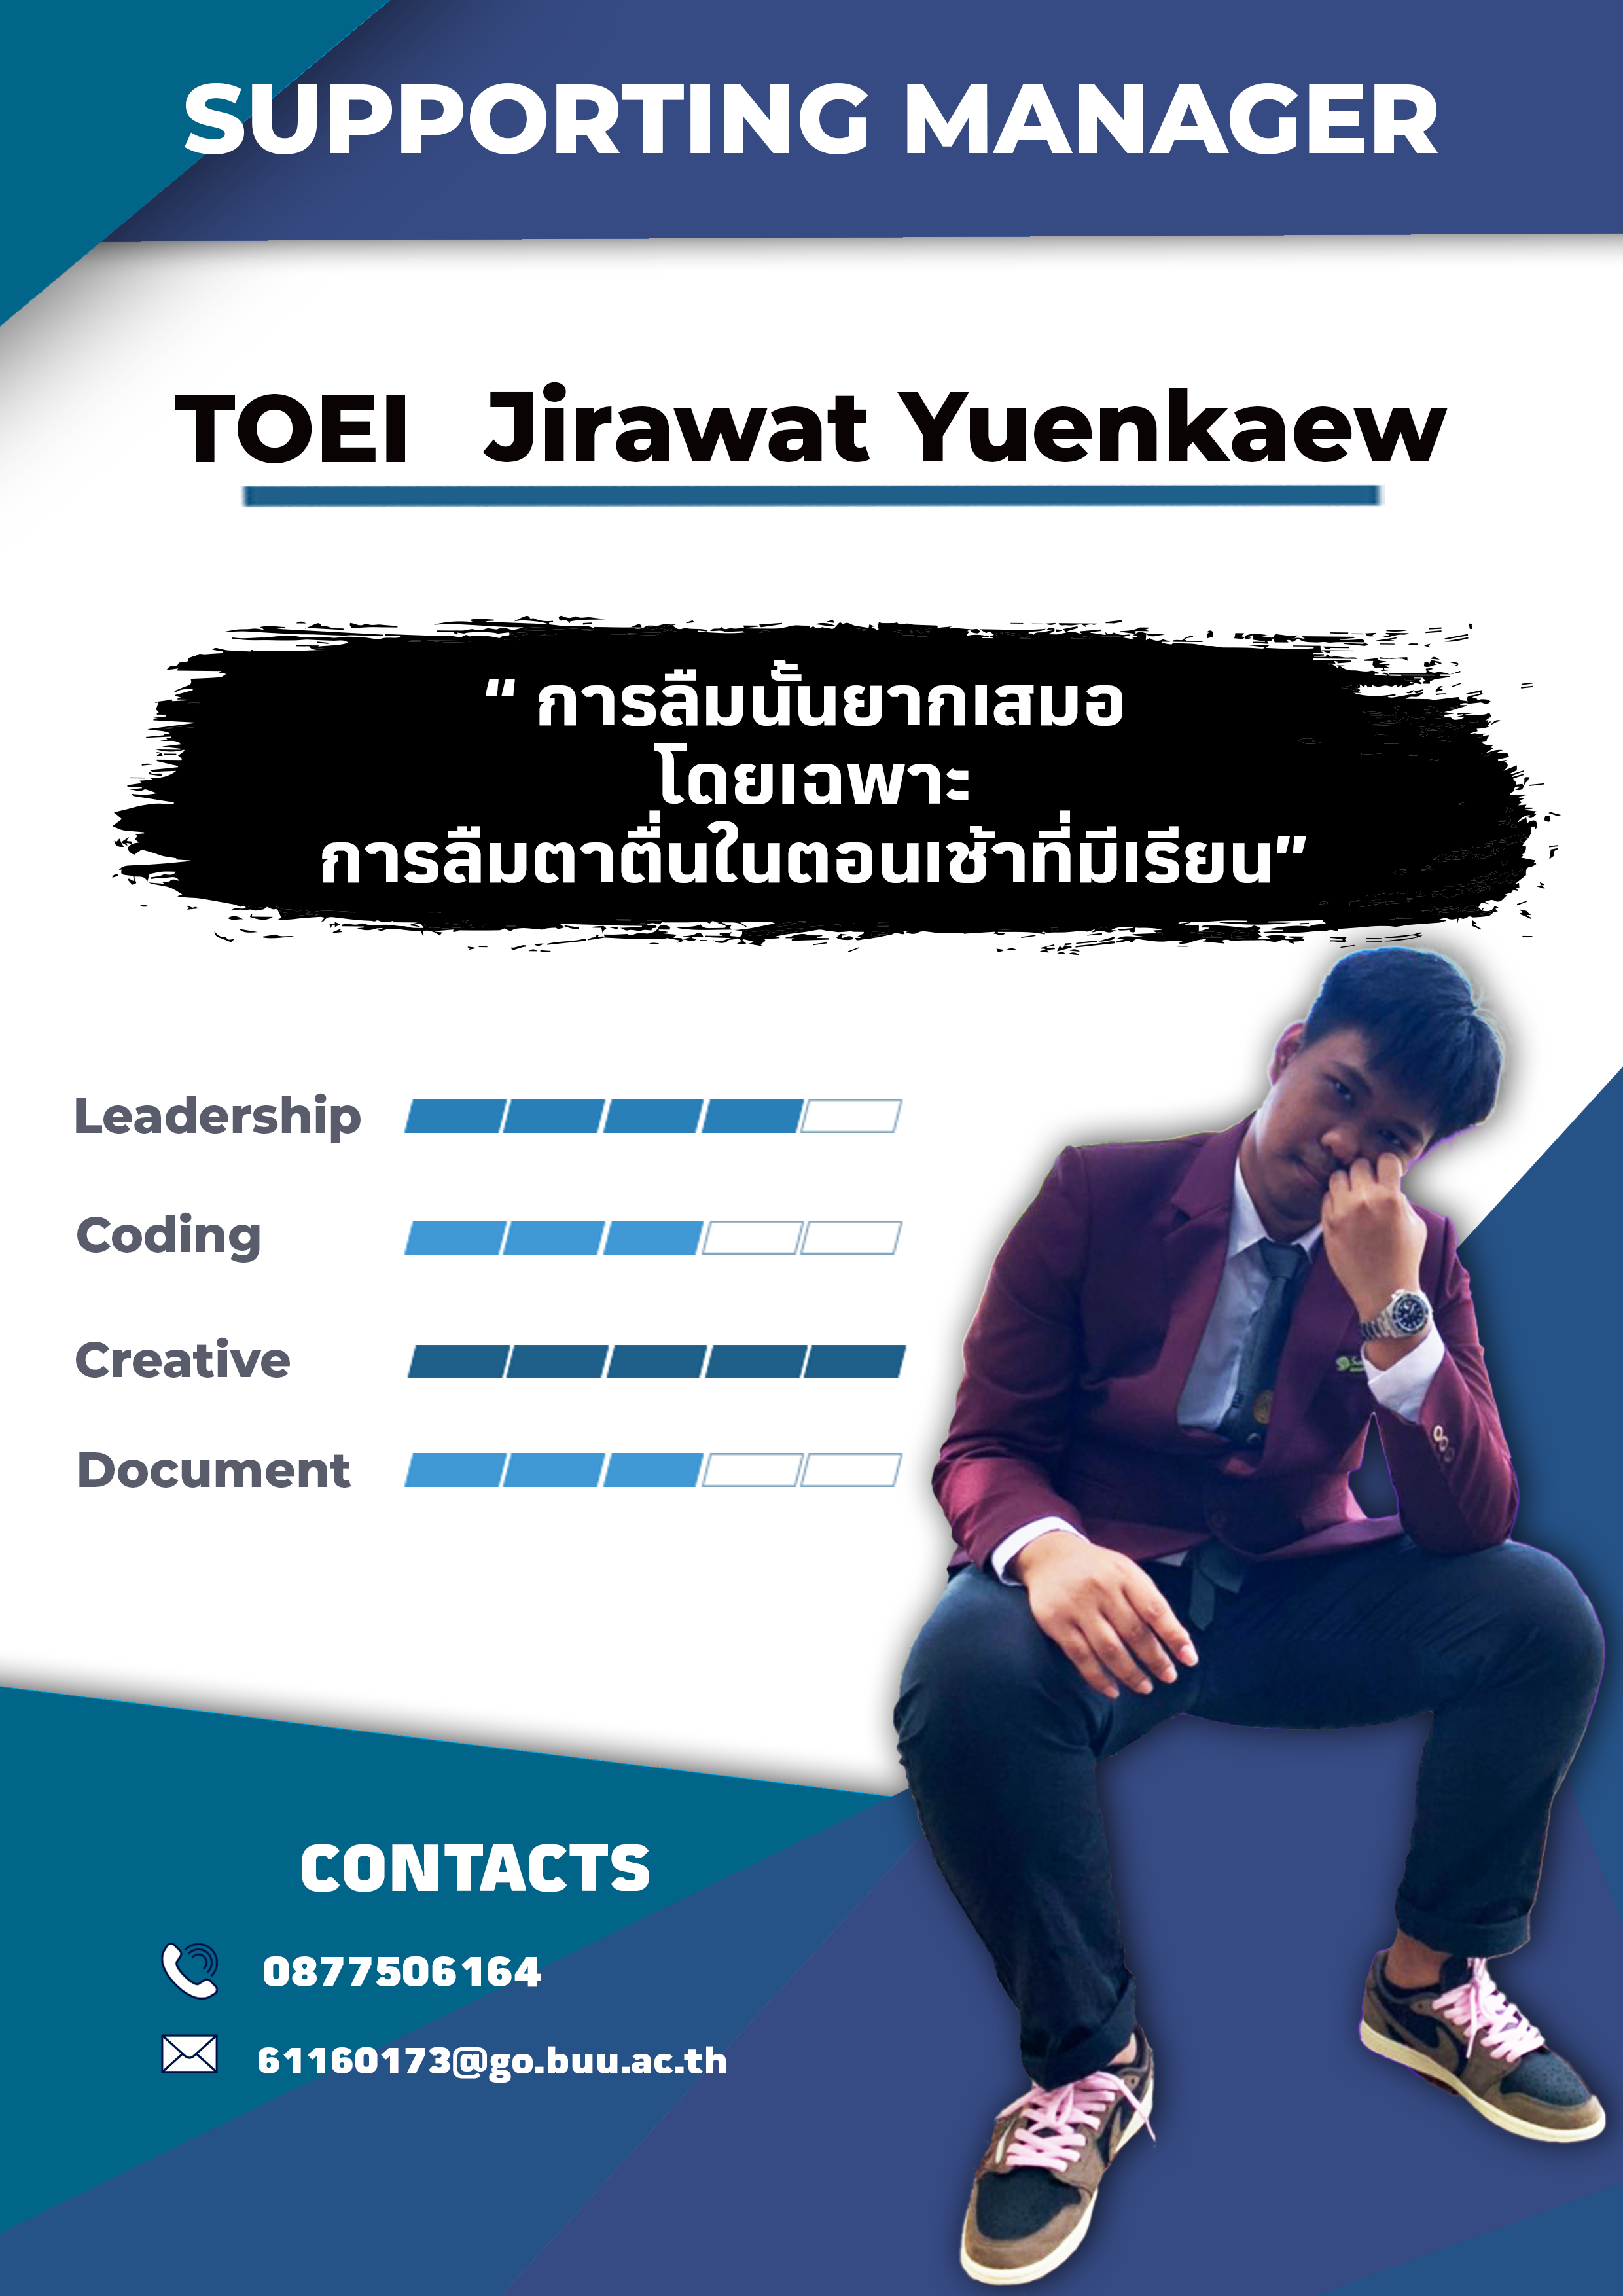 SUPPORTING MANAGER
TOEI Jirawat Yuenkaew
“ การลืมนั้นยากเสมอ
โดยเฉพาะ
การลืมตาตื่นในตอนเช้าที่มีเรียน”
Leadership
Coding
Creative
Document
CONTACTS
0877506164
61160173@go.buu.ac.th